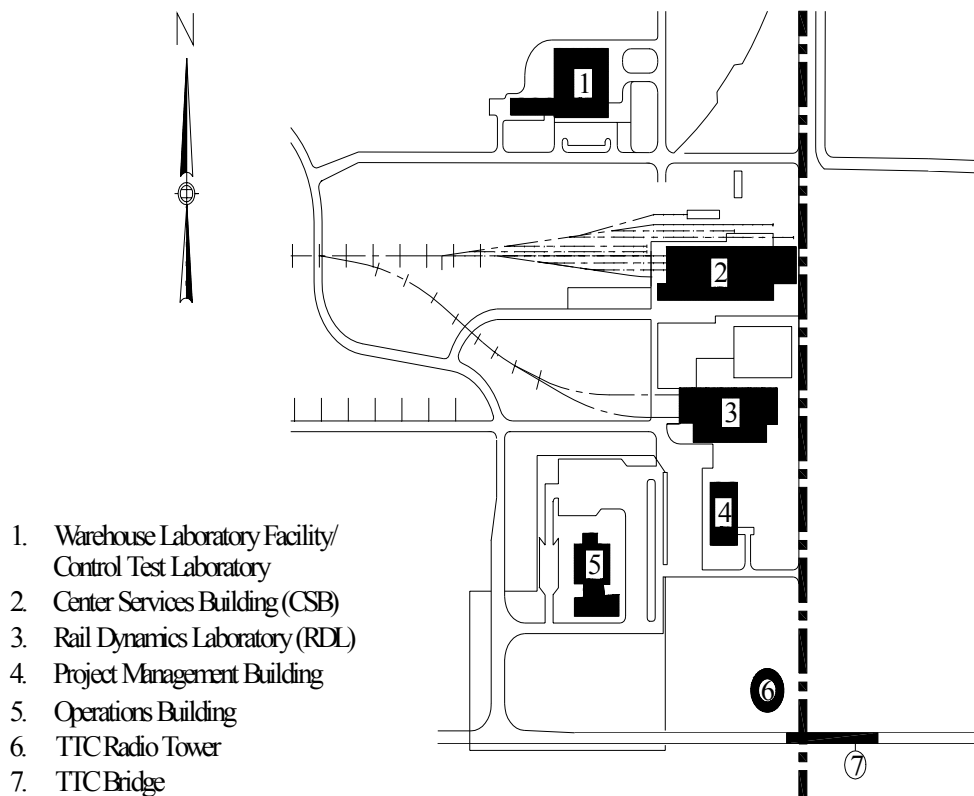 N
1
2
3
4
5
6
7
1. Warehouse Laboratory Facility/
Control Test Laboratory
2. Center Services Building (CSB)
3. Rail Dynamics Laboratory (RDL)
4. Project Management Building
5. Operations Building
6. TTC Radio Tower
7. TTC Bridge